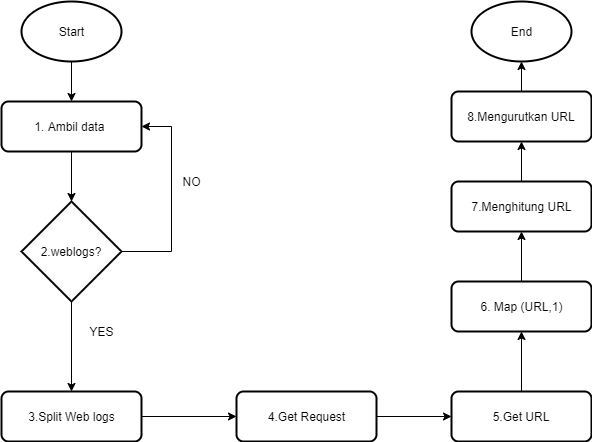 Start
1. Ambil data
NO
2.weblogs?
YES
3.Split Web logs
4.Get Request
5.Get URL
6. Map (URL,1)
7.Menghitung URL
8.Mengurutkan URL
End